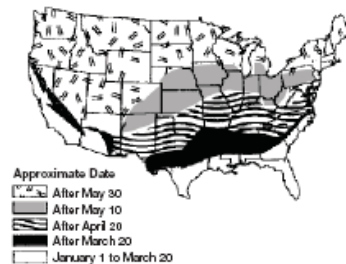 Approximate Date
After May 30
After May 10
After April 20
After March 20
January 1 to March 20